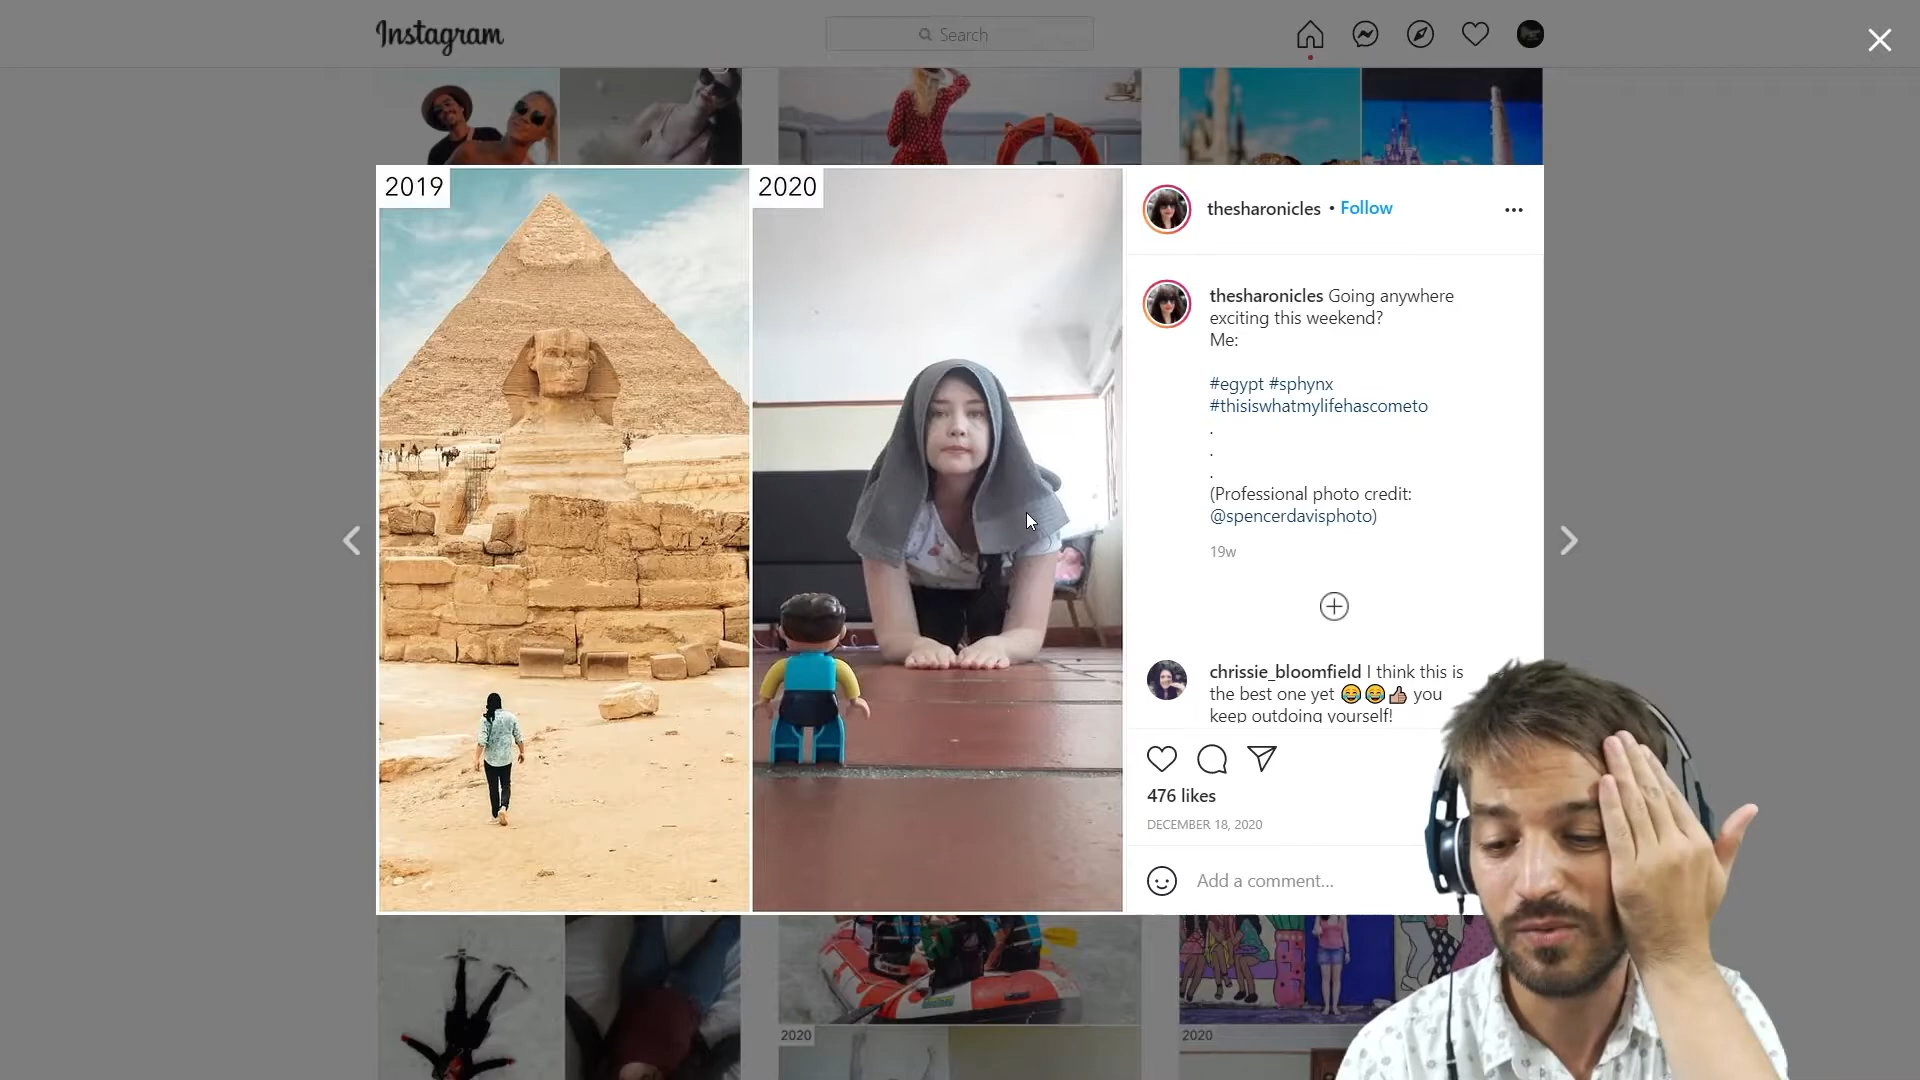 Instagram
Search
2019
2020
thesharonicles • Follow
thesharonicles Going anywhere
exciting this weekend?
Me:
#egypt #sphynx
#thisiswhatmylifehascometo
.
.
.
(Professional photo credit:
@spencerdavisphoto)
19w
chrissie_bloomfield I think this is
the best one yet 😂😂👍🏽 you
keep outdoing yourself!
476 likes
DECEMBER 18, 2020
Add a comment...
2020
2020